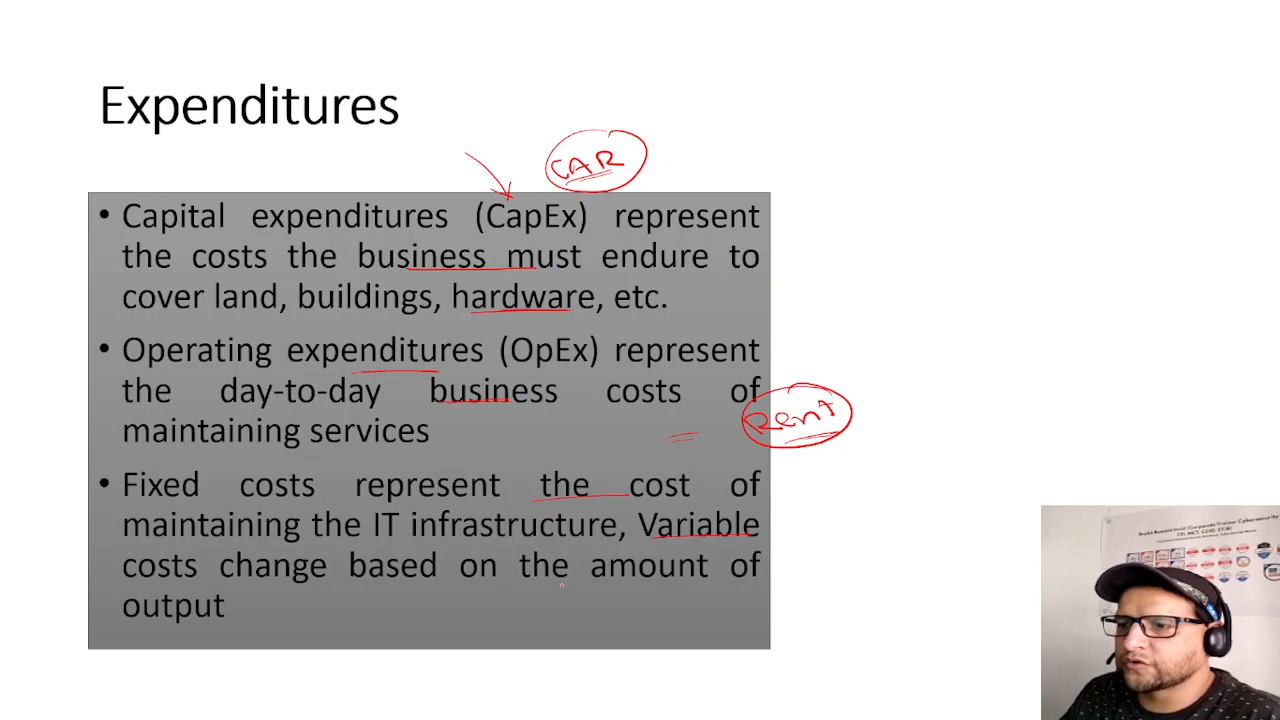 Expenditures
CAR
• Capital expenditures (CapEx) represent
the costs the business must endure to
cover land, buildings, hardware, etc.
• Operating expenditures (OpEx) represent
the day-to-day business costs of
maintaining services
Rent
• Fixed costs represent the cost of
maintaining the IT infrastructure, Variable
costs change based on the amount of
output